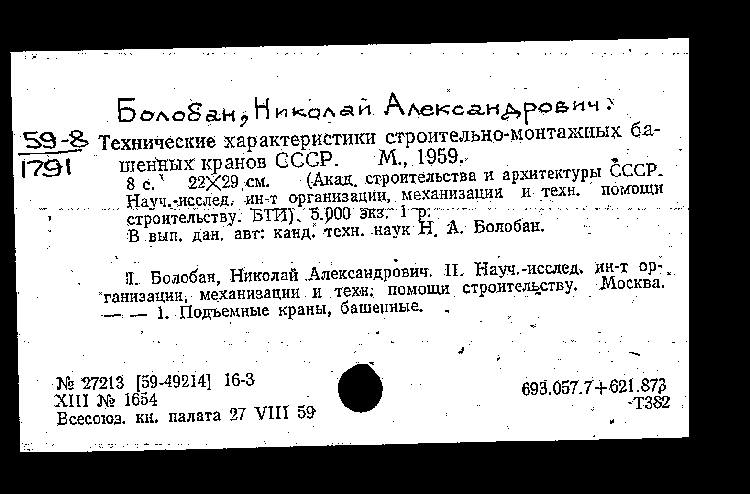 Болобан, Николай Александрович.
59-8
1791
Технические характеристики строительно-монтажных ба-
шенных кранов СССР. М., 1959.
8 с. 22X29 см. (Акад. строительства и архитектуры СССР.
Науч.-исслед. ин-т организации, механизации и техн. помощи
строительству. БТИ). 5.000 экз. 1 р.
В вып. дан. авт: канд. техн. наук Н. А. Болобан.
I. Болобан, Николай Александрович. II. Науч.-исслед. ин-т ор-
ганизации, механизации и техн. помощи строительству. Москва.
— — 1. Подъемные краны, башенные.
№ 27213 [59-49214] 16-3
XIII № 1654
Всесоюз. кн. палата 27 VIII 59
693.057.7+621.873
Т382